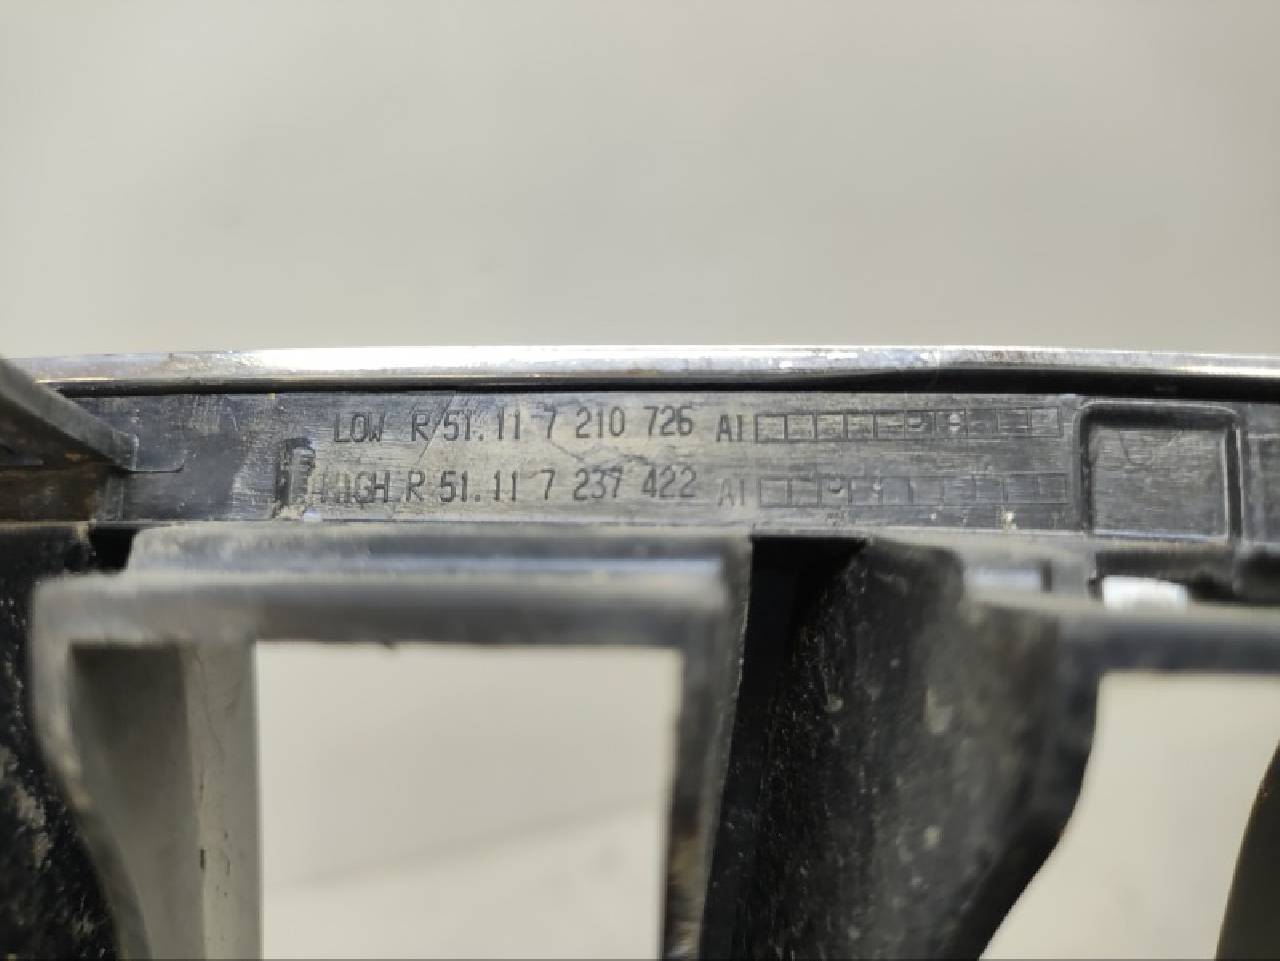 LOW R 51.11 7 210 726 AI
HIGH R 51.11 7 237 422 AI